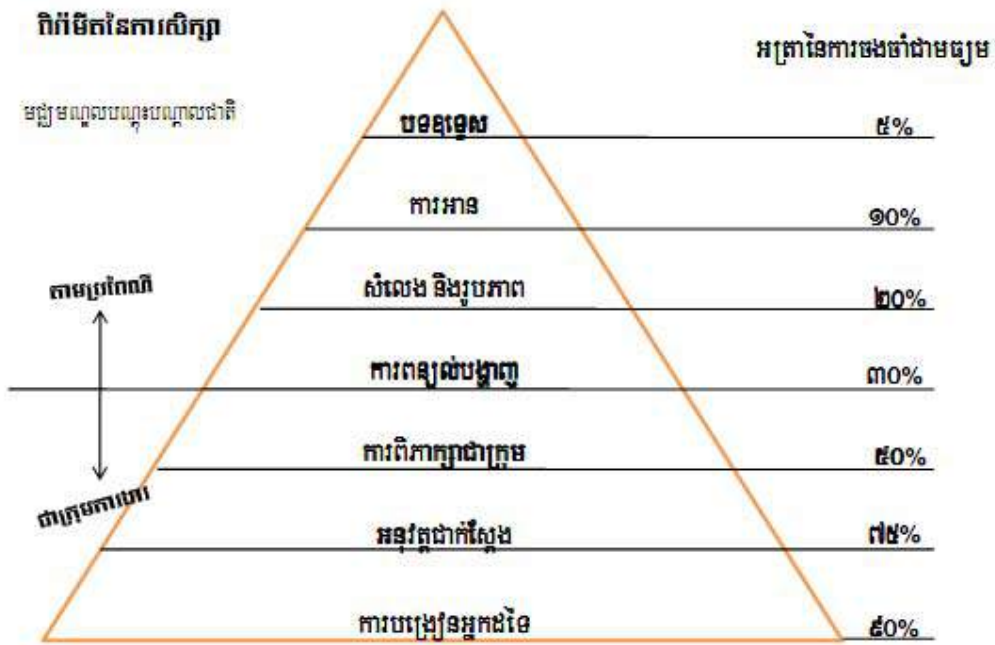 ពិរ៉ាមីតនៃការសិក្សា
អត្រានៃការចងចាំជាមធ្យម
មជ្ឈមណ្ឌលបណ្តុះបណ្តាលជាតិ
បទឧទ្ទេស ៥%
ការអាន ១០%
តាមប្រពៃណី
សំលេង និងរូបភាព ២០%
ការពន្យល់បង្ហាញ ៣០%
ការពិភាក្សាជាក្រុម ៥០%
ជាក្រុមការងារ
អនុវត្តជាក់ស្តែង ៧៥%
ការបង្រៀនអ្នកដទៃ ៩០%